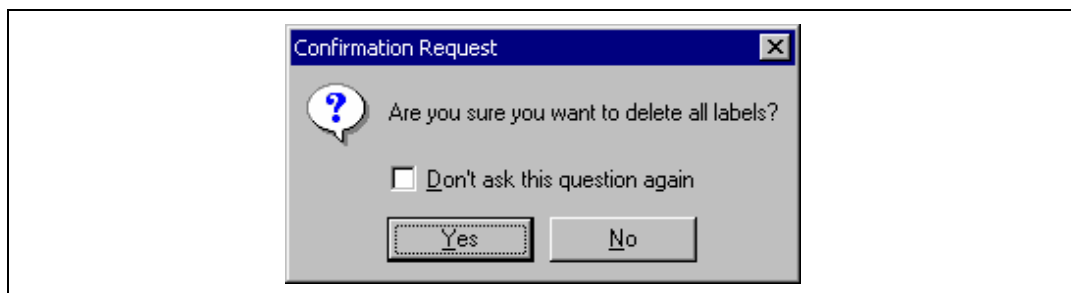 Confirmation Request
?
Are you sure you want to delete all labels?
Don't ask this question again
Yes
No